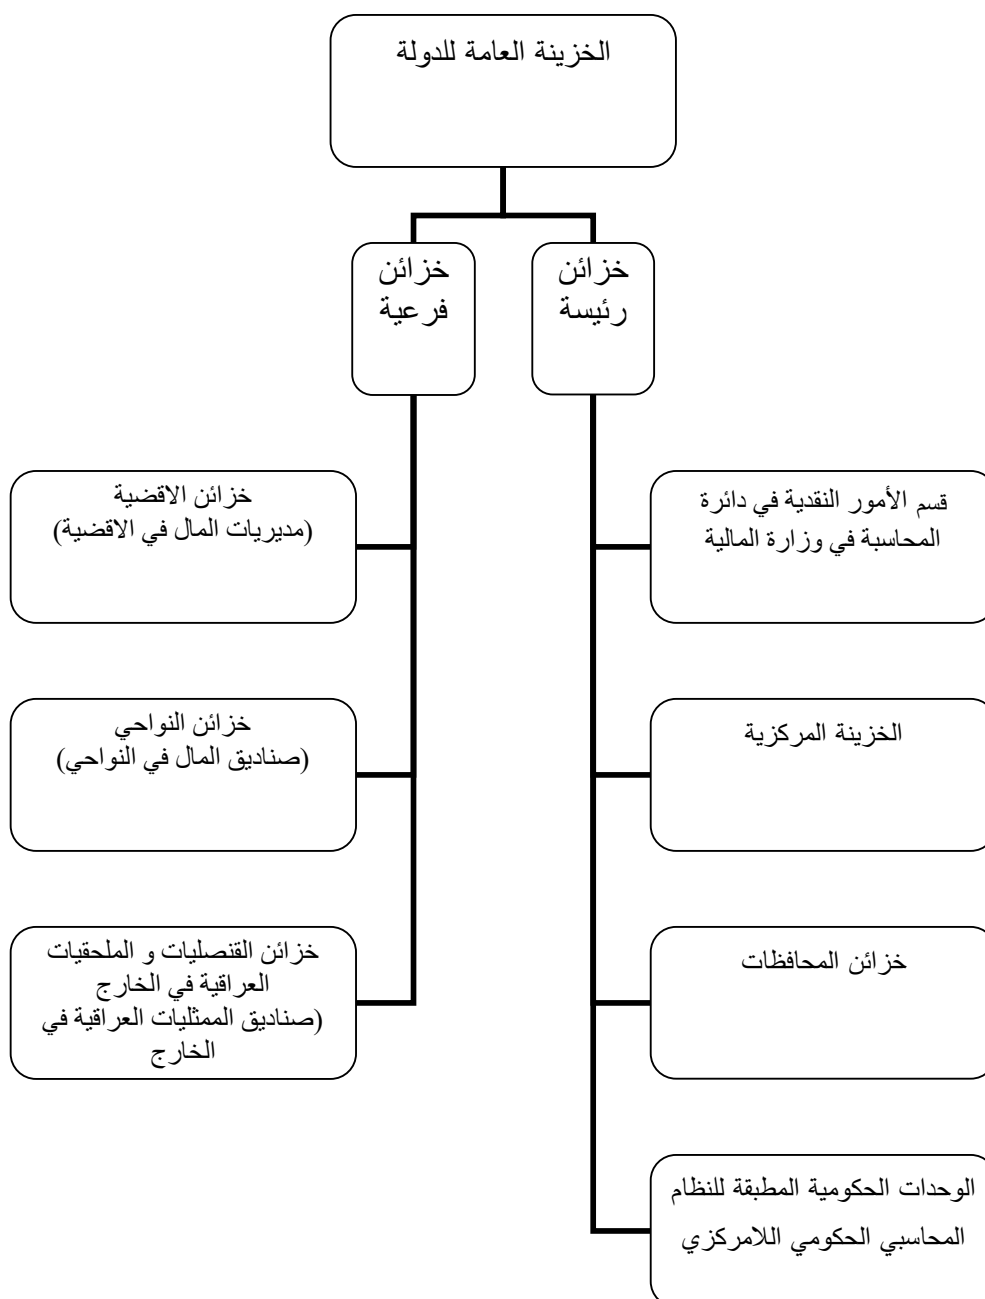 الخزينة العامة للدولة
خزائن
رئيسة
خزائن
فرعية
قسم الأمور النقدية في دائرة
المحاسبة في وزارة المالية
الخزينة المركزية
خزائن المحافظات
الوحدات الحكومية المطبقة للنظام
المحاسبي الحكومي اللامركزي
خزائن الاقضية
(مديريات المال في الاقضية)
خزائن النواحي
(صناديق المال في النواحي)
خزائن القنصليات و الملحقيات
العراقية في الخارج
(صناديق الممثليات العراقية في
الخارج